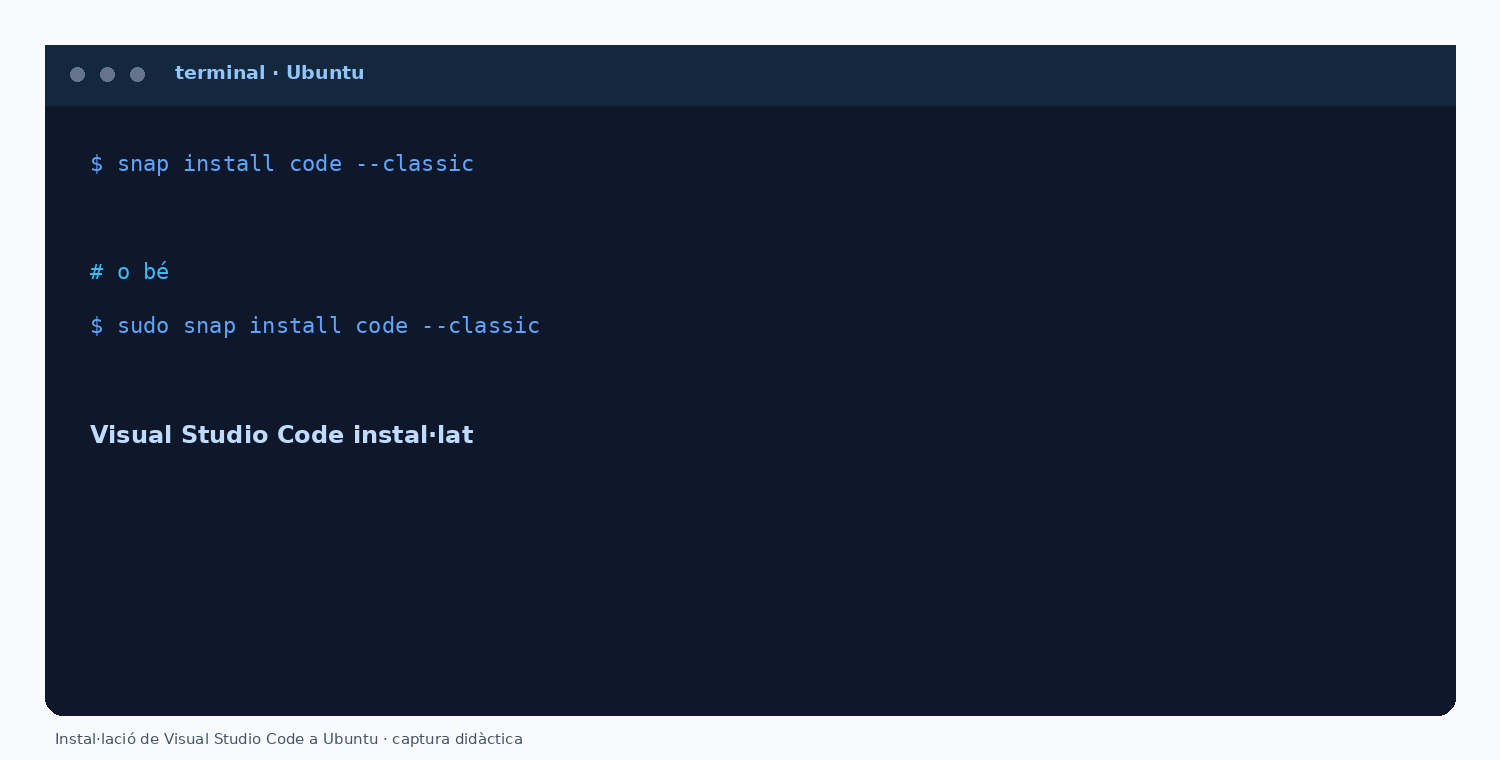 terminal · Ubuntu
$ snap install code --classic
# o bé
$ sudo snap install code --classic
Visual Studio Code instal·lat
Instal·lació de Visual Studio Code a Ubuntu · captura didàctica